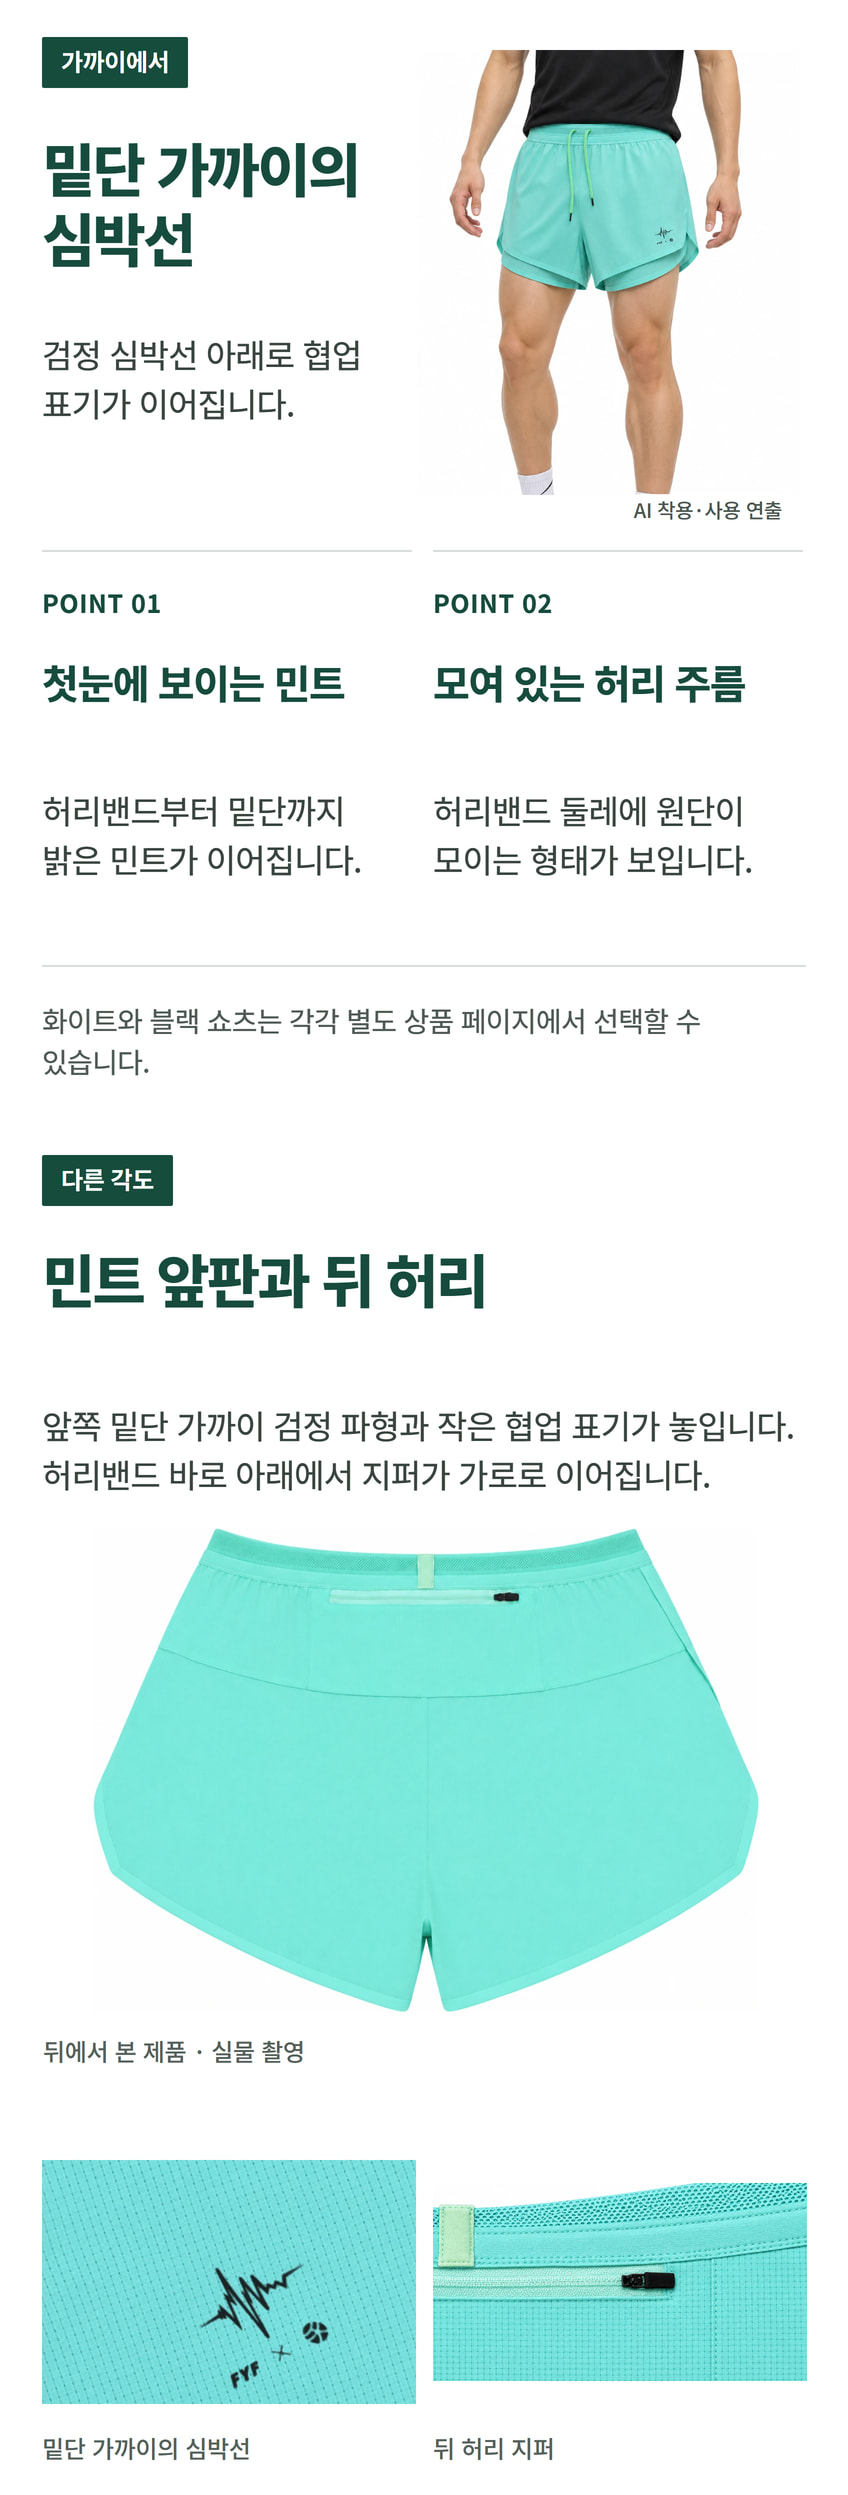 가까이에서
밑단 가까이의
심박선
검정 심박선 아래로 협업
표기가 이어집니다.
AI 착용·사용 연출
POINT 01
첫눈에 보이는 민트
허리밴드부터 밑단까지
밝은 민트가 이어집니다.
POINT 02
모여 있는 허리 주름
허리밴드 둘레에 원단이
모이는 형태가 보입니다.
화이트와 블랙 쇼츠는 각각 별도 상품 페이지에서 선택할 수
있습니다.
다른 각도
민트 앞판과 뒤 허리
앞쪽 밑단 가까이 검정 파형과 작은 협업 표기가 놓입니다.
허리밴드 바로 아래에서 지퍼가 가로로 이어집니다.
뒤에서 본 제품 · 실물 촬영
FYF ×
밑단 가까이의 심박선
뒤 허리 지퍼